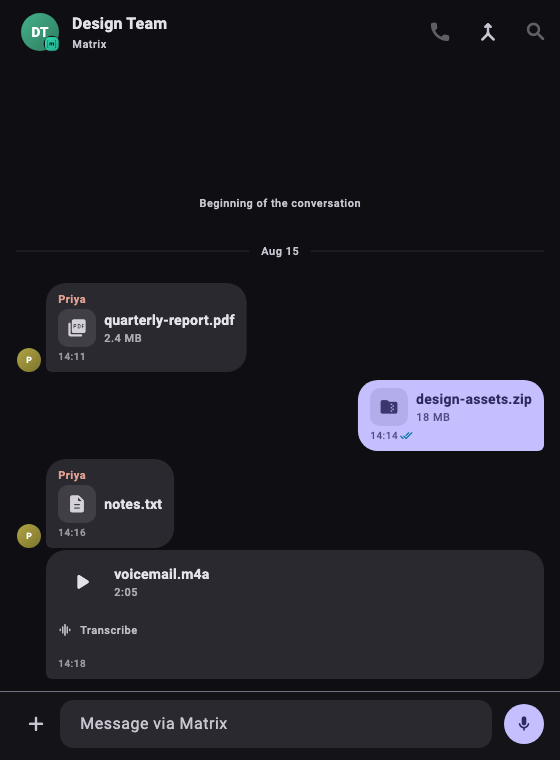 DT
Design Team
Matrix
Beginning of the conversation
Aug 15
Priya
PDF
quarterly-report.pdf
2.4 MB
14:11
P
design-assets.zip
18 MB
14:14
Priya
notes.txt
14:16
P
voicemail.m4a
2:05
Transcribe
14:18
Message via Matrix